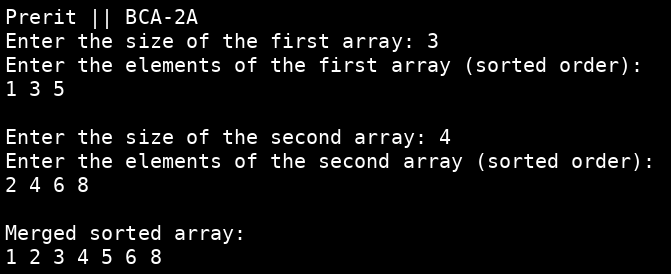 Prerit || BCA-2A
Enter the size of the first array: 3
Enter the elements of the first array (sorted order):
1 3 5
Enter the size of the second array: 4
Enter the elements of the second array (sorted order):
2 4 6 8
Merged sorted array:
1 2 3 4 5 6 8